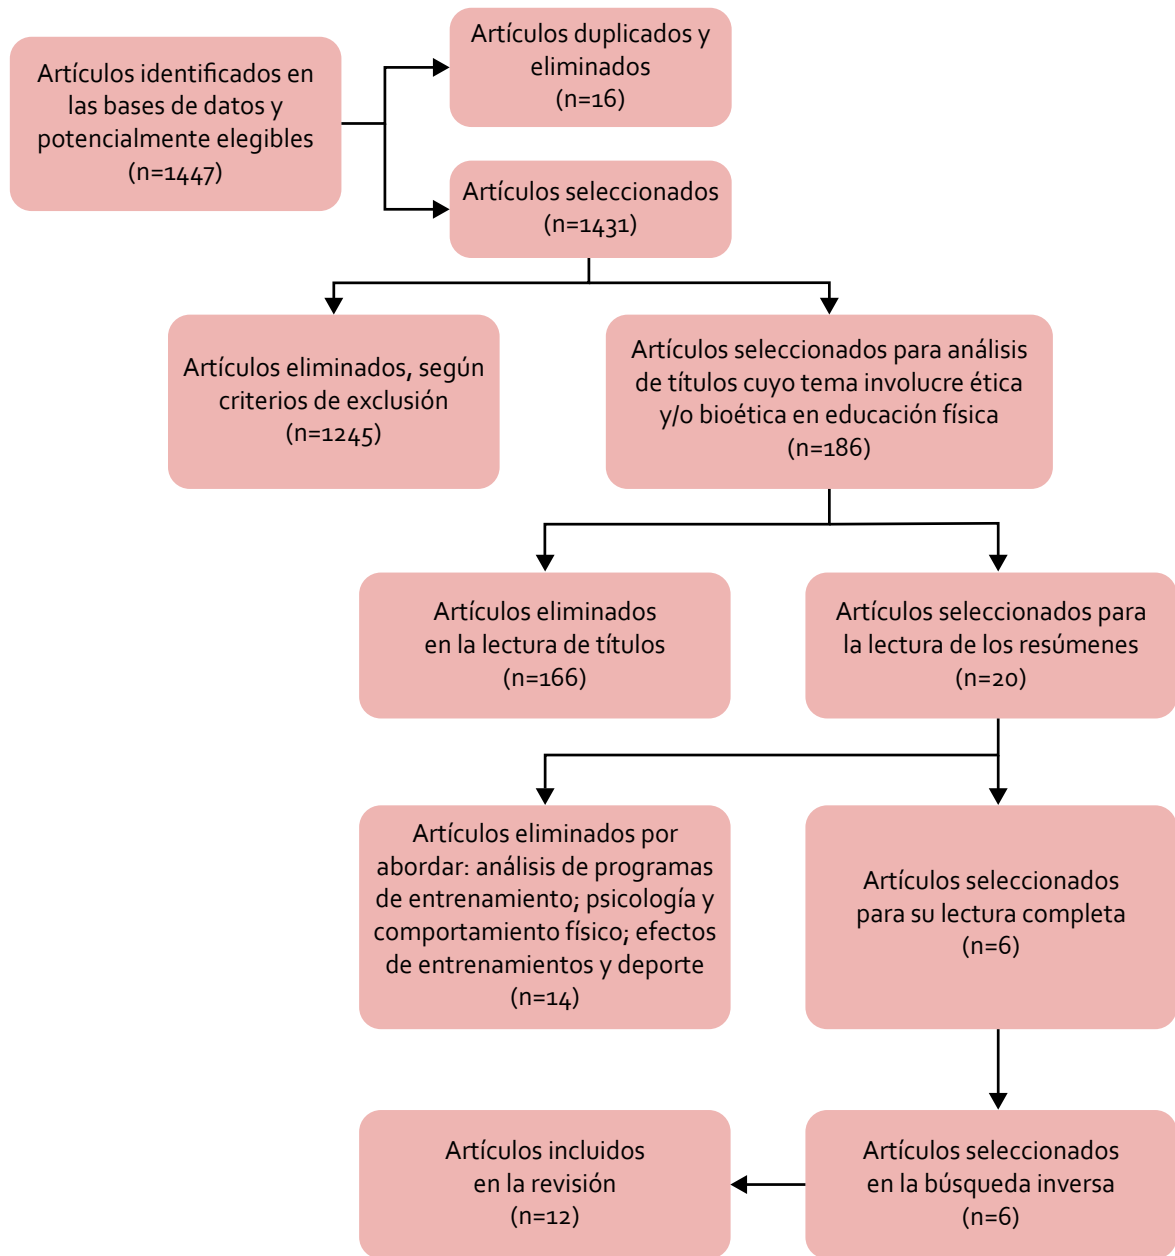 Artículos identificados en
las bases de datos y
potencialmente elegibles
(n=1447)
Artículos duplicados y
eliminados
(n=16)
Artículos seleccionados
(n=1431)
Artículos eliminados, según
criterios de exclusión
(n=1245)
Artículos seleccionados para análisis
de títulos cuyo tema involucre ética
y/o bioética en educación física
(n=186)
Artículos eliminados
en la lectura de títulos
(n=166)
Artículos seleccionados para
la lectura de los resúmenes
(n=20)
Artículos eliminados por
abordar: análisis de programas
de entrenamiento; psicología y
comportamiento físico; efectos
de entrenamientos y deporte
(n=14)
Artículos seleccionados
para su lectura completa
(n=6)
Artículos incluidos
en la revisión
(n=12)
Artículos seleccionados
en la búsqueda inversa
(n=6)